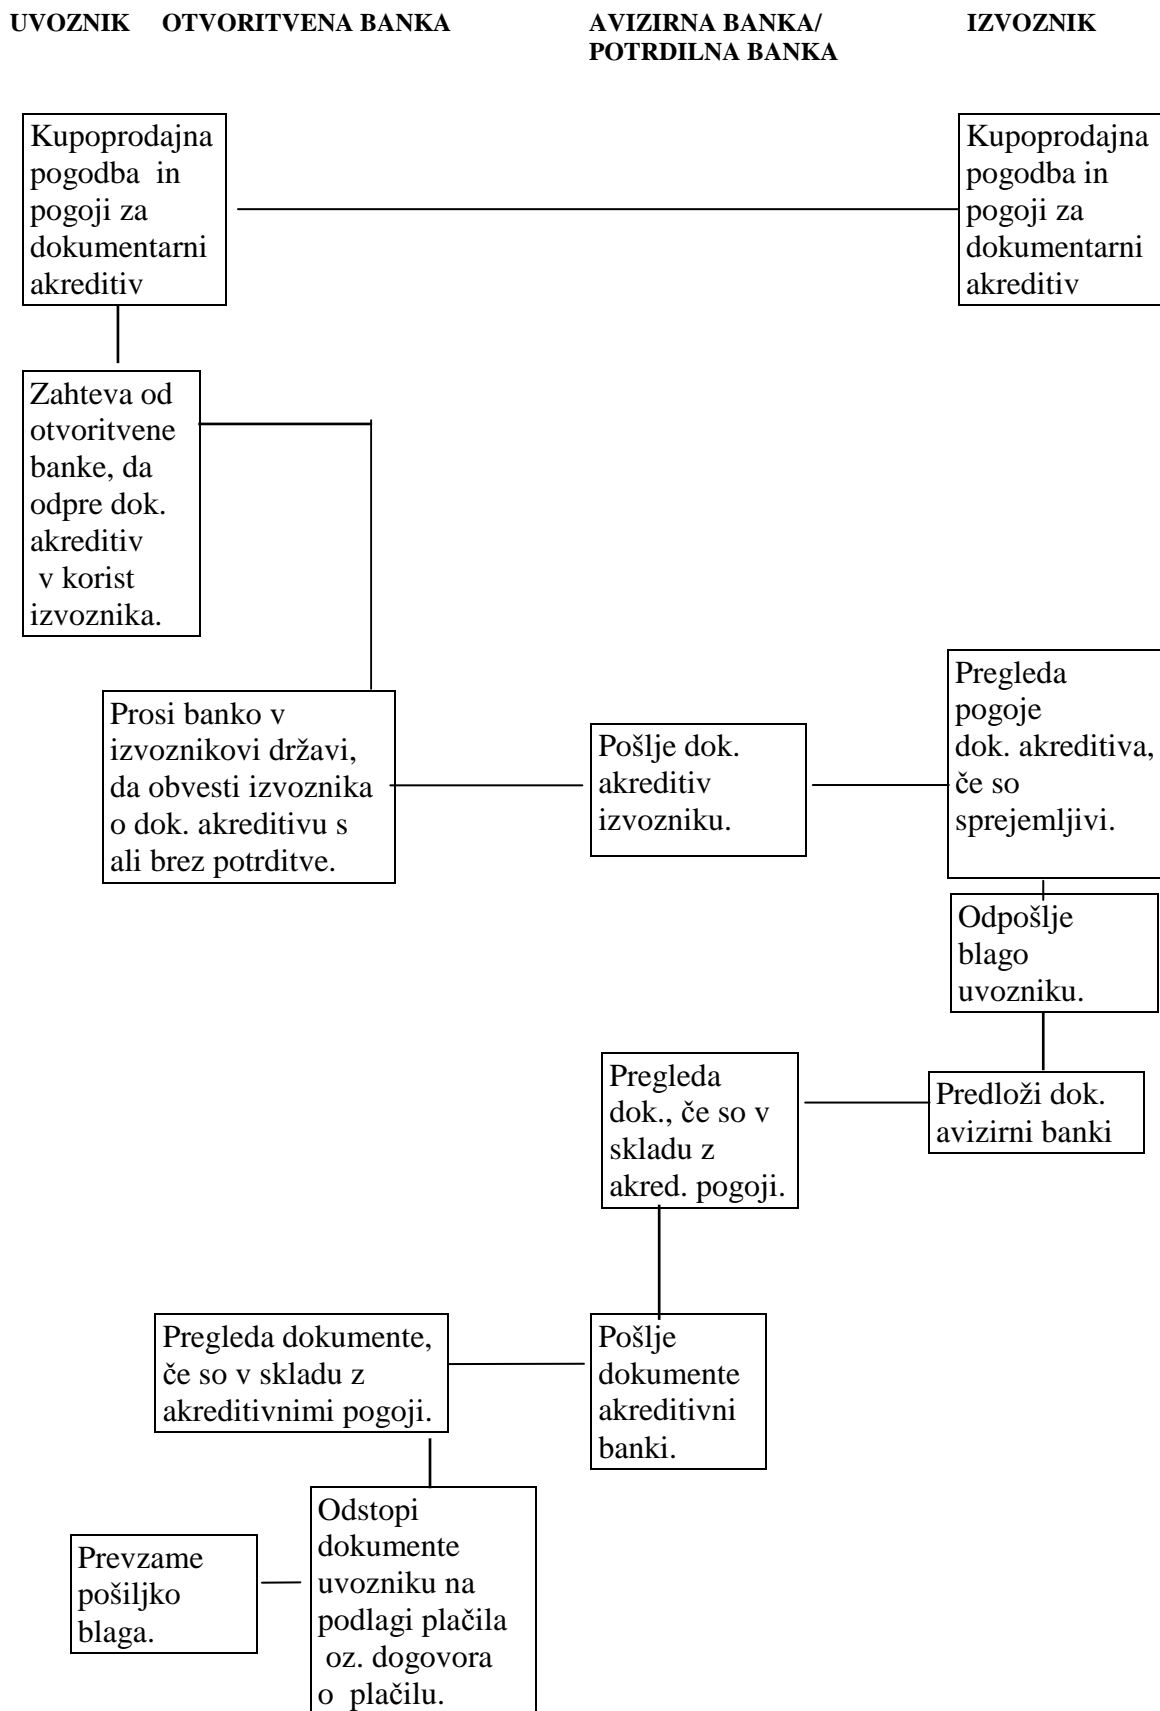 UVOZNIK OTVORITVENA BANKA AVIZIRNA BANKA/ IZVOZNIK
POTRDILNA BANKA
Kupoprodajna
pogodba in
pogoji za
dokumentarni
akreditiv
Kupoprodajna
pogodba in
pogoji za
dokumentarni
akreditiv
Zahteva od
otvoritvene
banke, da
odpre dok.
akreditiv
v korist
izvoznika.
Prosi banko v
izvoznikovi državi,
da obvesti izvoznika
o dok. akreditivu s
ali brez potrditve.
Pošlje dok.
akreditiv
izvozniku.
Pregleda
pogoje
dok. akreditiva,
če so
sprejemljivi.
Odpošlje
blago
uvozniku.
Predloži dok.
avizirni banki
Pregleda
dok., če so v
skladu z
akred. pogoji.
Pošlje
dokumente
akreditivni
banki.
Pregleda dokumente,
če so v skladu z
akreditivnimi pogoji.
Odstopi
dokumente
uvozniku na
podlagi plačila
oz. dogovora
o plačilu.
Prevzame
pošiljko
blaga.